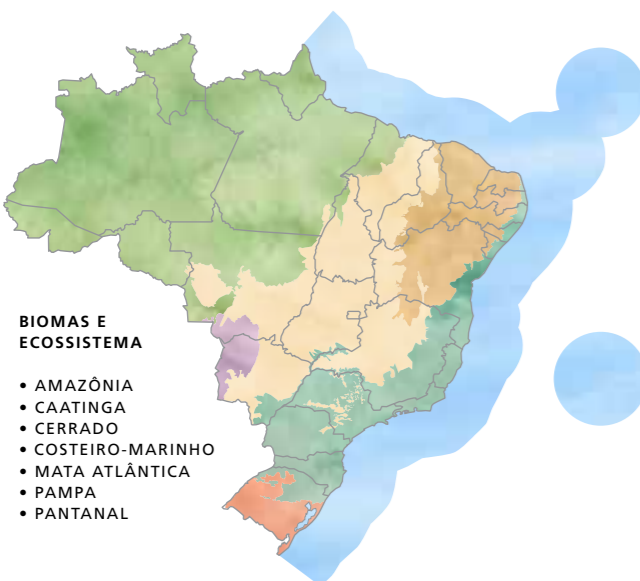 BIOMAS E
ECOSSISTEMA
• AMAZÔNIA
• CAATINGA
• CERRADO
• COSTEIRO-MARINHO
• MATA ATLÂNTICA
• PAMPA
• PANTANAL